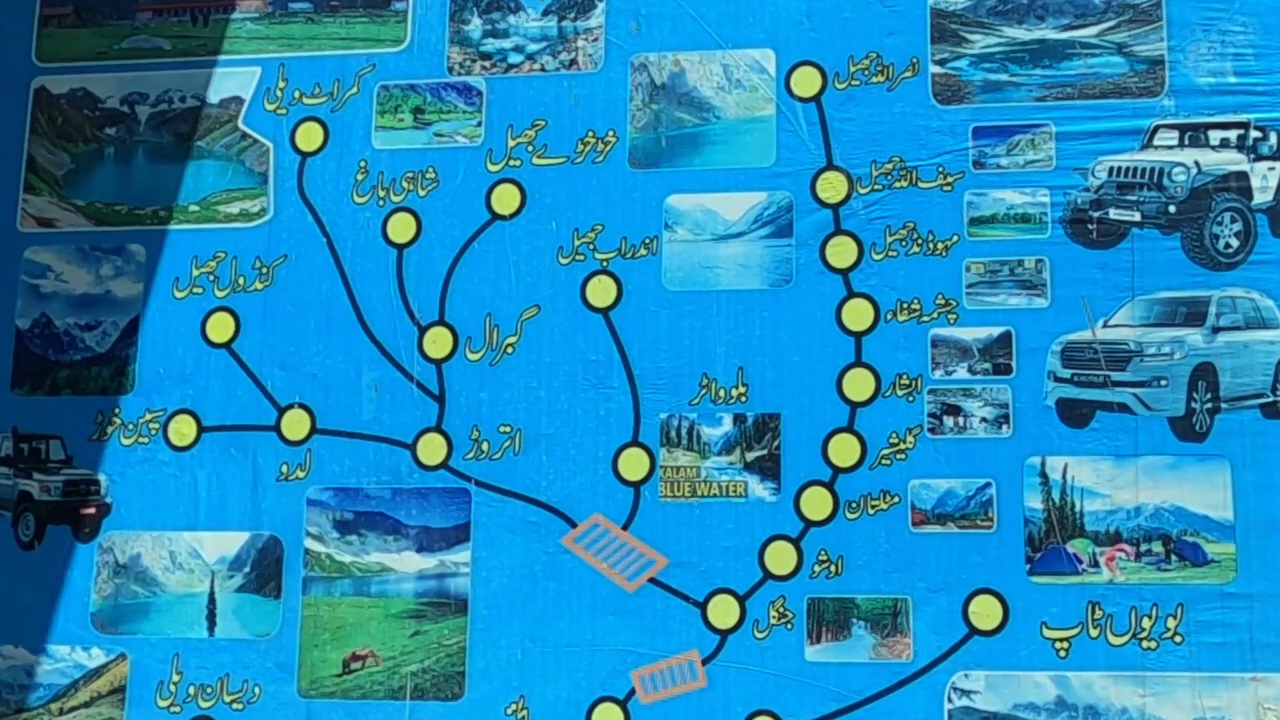 نصر اللہ جھیل
کمراٹ ویلی
خوخوے جھیل
شاہی باغ
سیف اللہ جھیل
مہوڈنڈ جھیل
اندراب جھیل
کنڈول جھیل
چشمہ شفاء
گبرال
ابشار
بلو واٹر
سپین خوڑ
لدو
اتروڑ
گلیشیر
KALAM
BLUE WATER
مٹلتان
اوشو
جنگل
بویوں ٹاپ
دیسان ویلی